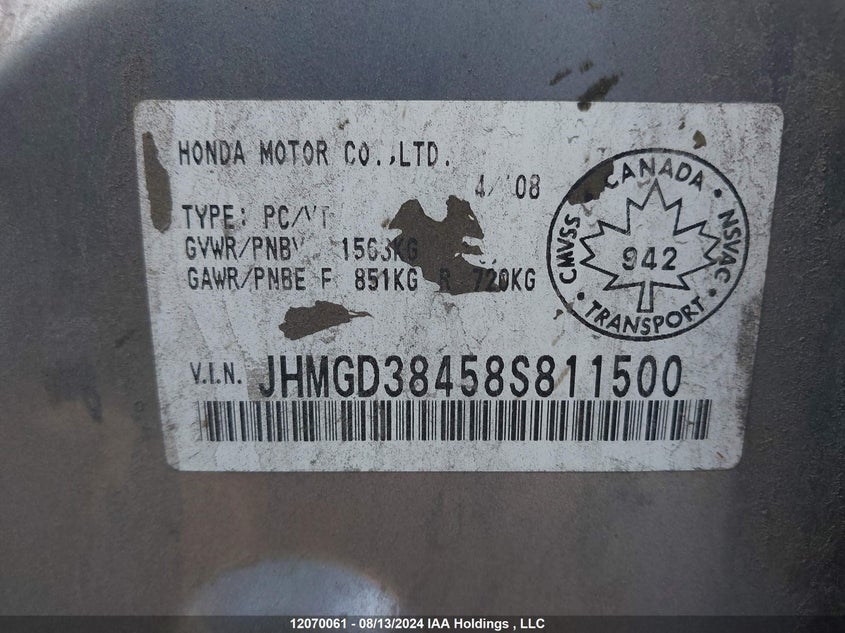 HONDA MOTOR CO.,LTD.
4/'08
TYPE: PC/VT
GVWR/PNBV 1563KG
GAWR/PNBE F 851KG R 720KG
CANADA
CMVSS
NSVAC
942
TRANSPORT
V.I.N. JHMGD38458S811500
12070061 - 08/13/2024 IAA Holdings , LLC